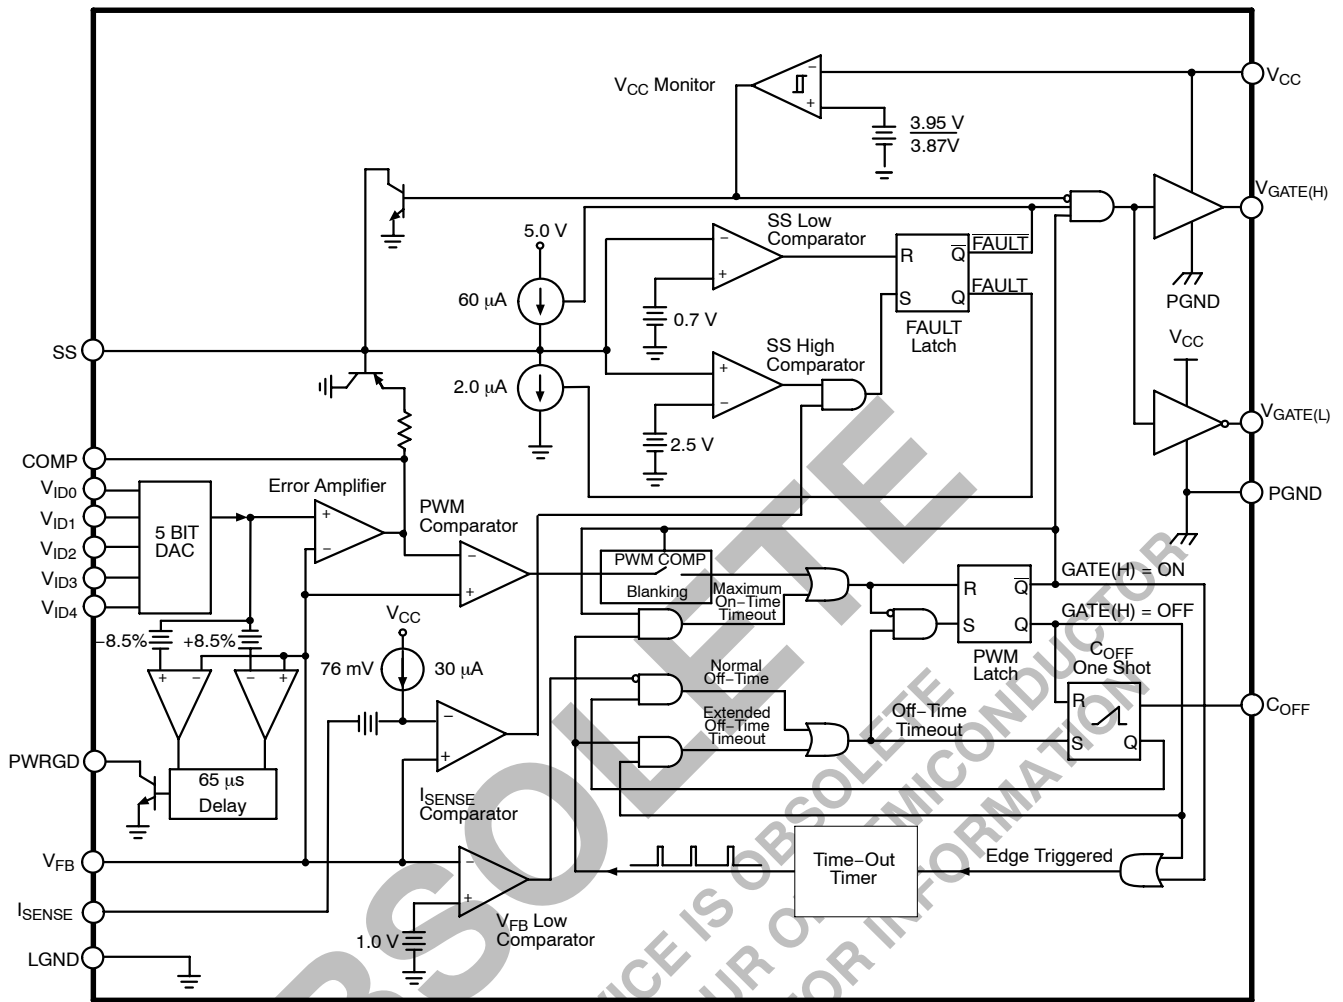 VCC Monitor
−
+
3.95 V
3.87V
VCC
VGATE(H)
PGND
5.0 V
60 μA
−
+
SS Low
Comparator
0.7 V
R
Q
FAULT
S
Q
FAULT
FAULT
Latch
SS
2.0 μA
+
−
SS High
Comparator
2.5 V
VCC
VGATE(L)
PGND
COMP
VID0
VID1
VID2
VID3
VID4
5 BIT
DAC
Error Amplifier
+
−
PWM
Comparator
−
+
PWM COMP
Blanking
Maximum
On−Time
Timeout
R
Q
S
Q
PWM
Latch
GATE(H) = ON
GATE(H) = OFF
−8.5%
+8.5%
+
−
−
+
VCC
76 mV
30 μA
−
+
ISENSE
Comparator
Normal
Off−Time
Extended
Off−Time
Timeout
Off−Time
Timeout
COFF
One Shot
R
S
Q
COFF
PWRGD
65 μs
Delay
VFB
−
+
VFB Low
Comparator
1.0 V
Time−Out
Timer
Edge Triggered
ISENSE
LGND
OBSOLETE